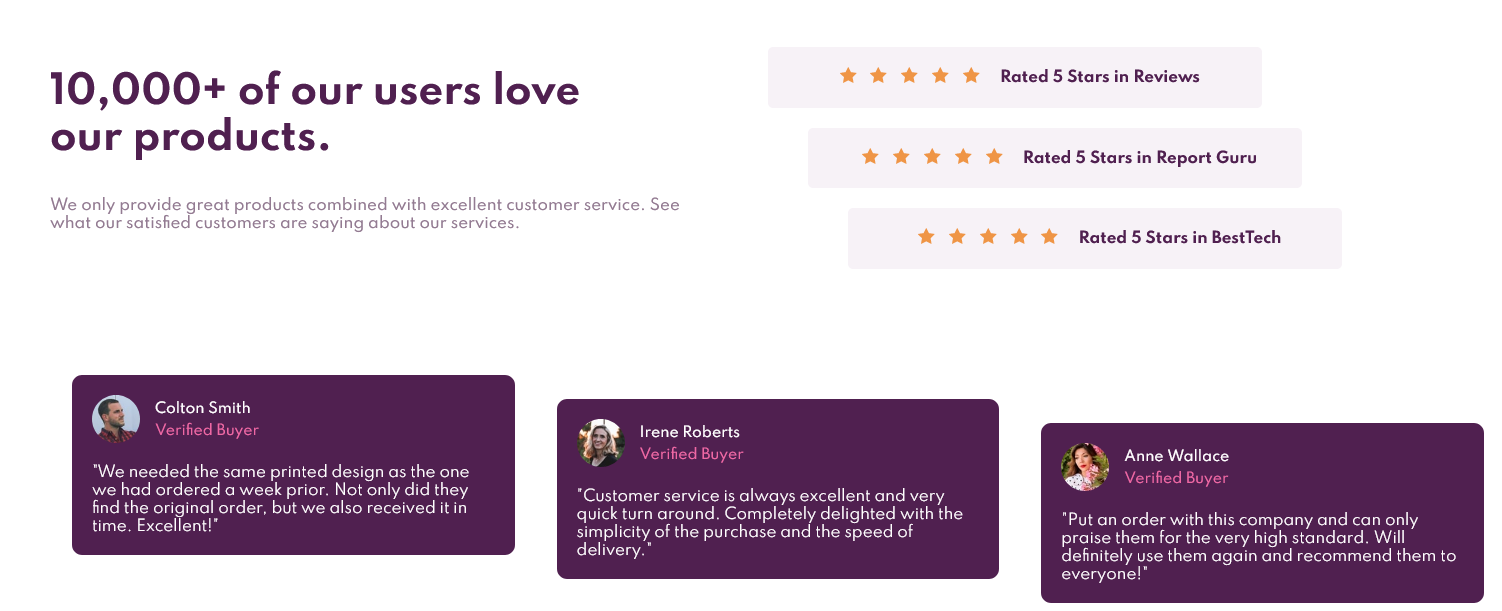 10,000+ of our users love
our products.
We only provide great products combined with excellent customer service. See
what our satisfied customers are saying about our services.
Rated 5 Stars in Reviews
Rated 5 Stars in Report Guru
Rated 5 Stars in BestTech
Colton Smith
Verified Buyer
"We needed the same printed design as the one
we had ordered a week prior. Not only did they
find the original order, but we also received it in
time. Excellent!"
Irene Roberts
Verified Buyer
"Customer service is always excellent and very
quick turn around. Completely delighted with the
simplicity of the purchase and the speed of
delivery."
Anne Wallace
Verified Buyer
"Put an order with this company and can only
praise them for the very high standard. Will
definitely use them again and recommend them to
everyone!"